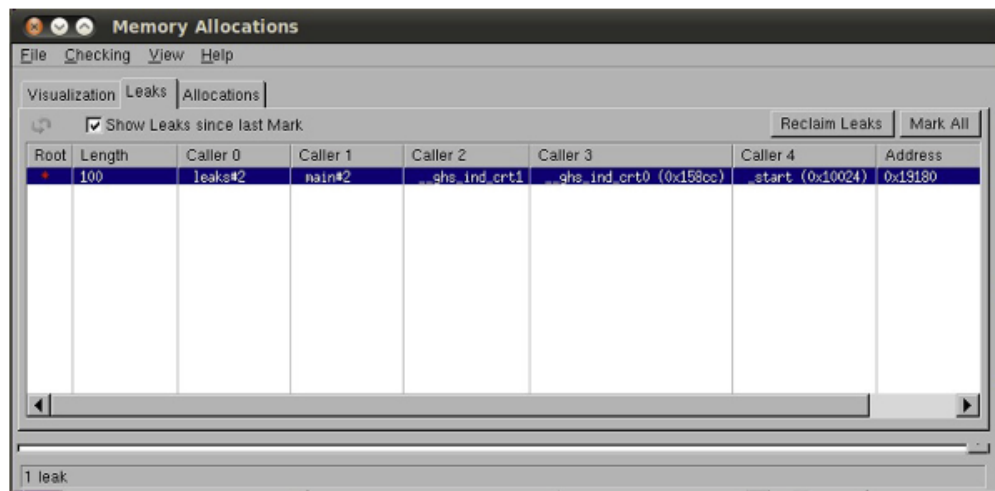 Memory Allocations
File Checking View Help
Visualization Leaks Allocations
Show Leaks since last Mark Reclaim Leaks Mark All
Root Length Caller 0 Caller 1 Caller 2 Caller 3 Caller 4 Address
100 leaks#2 main#2 __ghs_ind_crt1 __ghs_ind_crt0 (0x158cc) _start (0x10024) 0x19180
1 leak